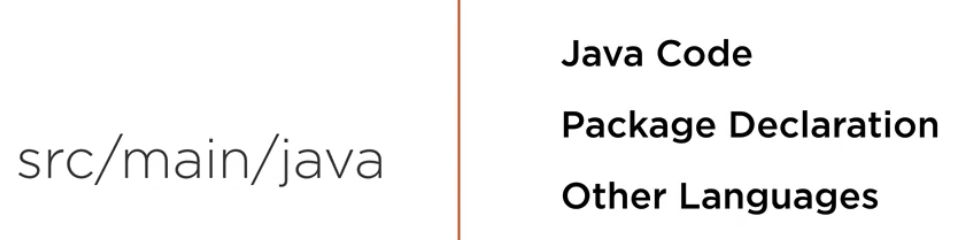 src/main/java
Java Code
Package Declaration
Other Languages